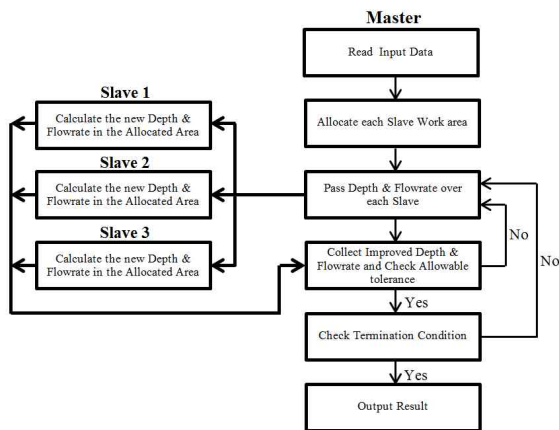 Master
Read Input Data
Allocate each Slave Work area
Pass Depth & Flowrate over
each Slave
Collect Improved Depth &
Flowrate and Check Allowable
tolerance
Check Termination Condition
Output Result
No
No
Yes
Yes
Slave 1
Calculate the new Depth &
Flowrate in the Allocated Area
Slave 2
Calculate the new Depth &
Flowrate in the Allocated Area
Slave 3
Calculate the new Depth &
Flowrate in the Allocated Area